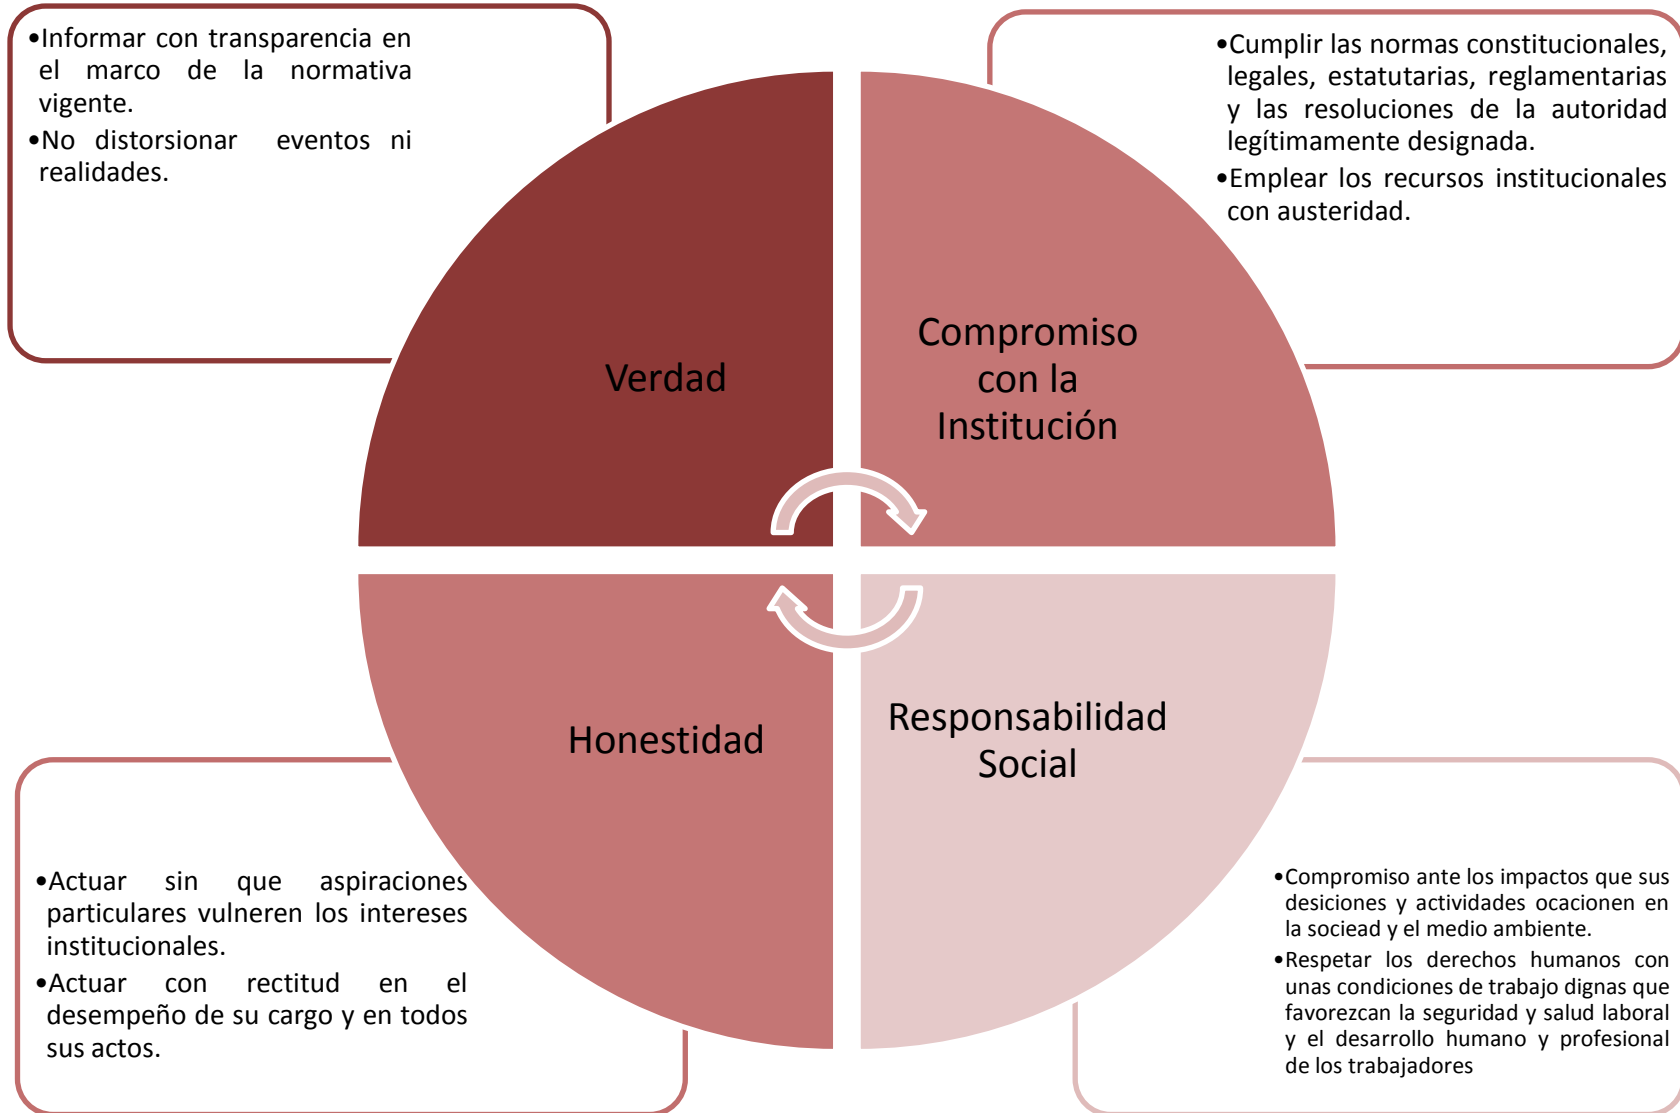 •Informar con transparencia en
el marco de la normativa
vigente.
•No distorsionar eventos ni
realidades.
•Cumplir las normas constitucionales,
legales, estatutarias, reglamentarias
y las resoluciones de la autoridad
legítimamente designada.
•Emplear los recursos institucionales
con austeridad.
Verdad
Compromiso
con la
Institución
Honestidad
Responsabilidad
Social
•Actuar sin que aspiraciones
particulares vulneren los intereses
institucionales.
•Actuar con rectitud en el
desempeño de su cargo y en todos
sus actos.
•Compromiso ante los impactos que sus
desiciones y actividades ocacionen en
la sociead y el medio ambiente.
•Respetar los derechos humanos con
unas condiciones de trabajo dignas que
favorezcan la seguridad y salud laboral
y el desarrollo humano y profesional
de los trabajadores